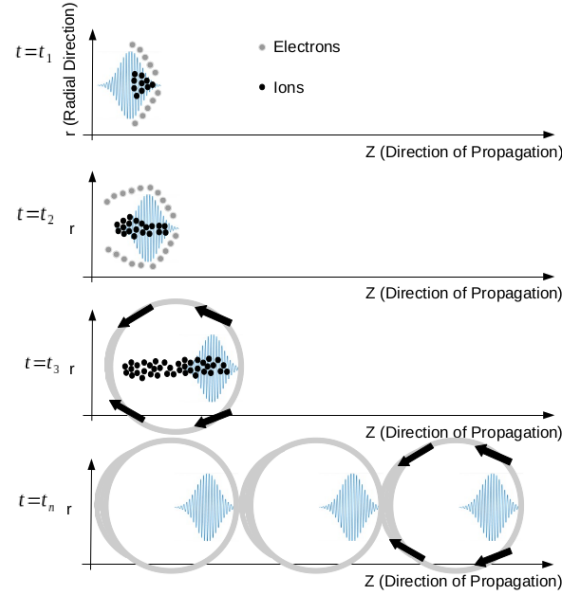 t=t₁
r (Radial Direction)
Electrons
Ions
Z (Direction of Propagation)
t=t₂
r
Z (Direction of Propagation)
t=t₃
r
Z (Direction of Propagation)
t=tₙ
r
Z (Direction of Propagation)